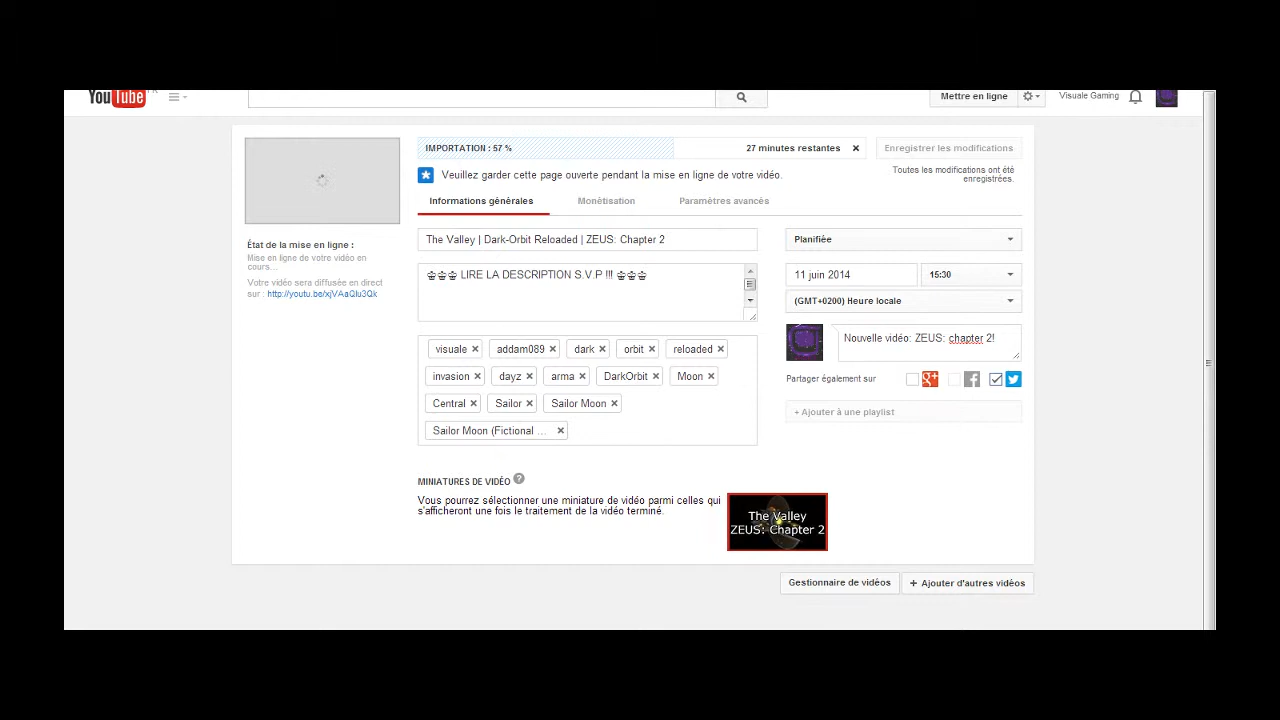 YouTube FR
Mettre en ligne
Visuale Gaming
IMPORTATION : 57 %
27 minutes restantes
Enregistrer les modifications
Veuillez garder cette page ouverte pendant la mise en ligne de votre vidéo.
Toutes les modifications ont été
enregistrées.
Informations générales
Monétisation
Paramètres avancés
État de la mise en ligne :
Mise en ligne de votre vidéo en
cours...
Votre vidéo sera diffusée en direct
The Valley | Dark-Orbit Reloaded | ZEUS: Chapter 2
♔♔♔ LIRE LA DESCRIPTION S.V.P !!! ♔♔♔
visuale
addam089
dark
orbit
reloaded
invasion
dayz
arma
DarkOrbit
Moon
Central
Sailor
Sailor Moon
Sailor Moon (Fictional ...
Planifiée
11 juin 2014
15:30
(GMT+0200) Heure locale
Nouvelle vidéo: ZEUS: chapter 2!
Partager également sur
+ Ajouter à une playlist
MINIATURES DE VIDÉO ?
Vous pourrez sélectionner une miniature de vidéo parmi celles qui
s'afficheront une fois le traitement de la vidéo terminé.
The Valley
ZEUS: Chapter 2
Gestionnaire de vidéos
+ Ajouter d'autres vidéos